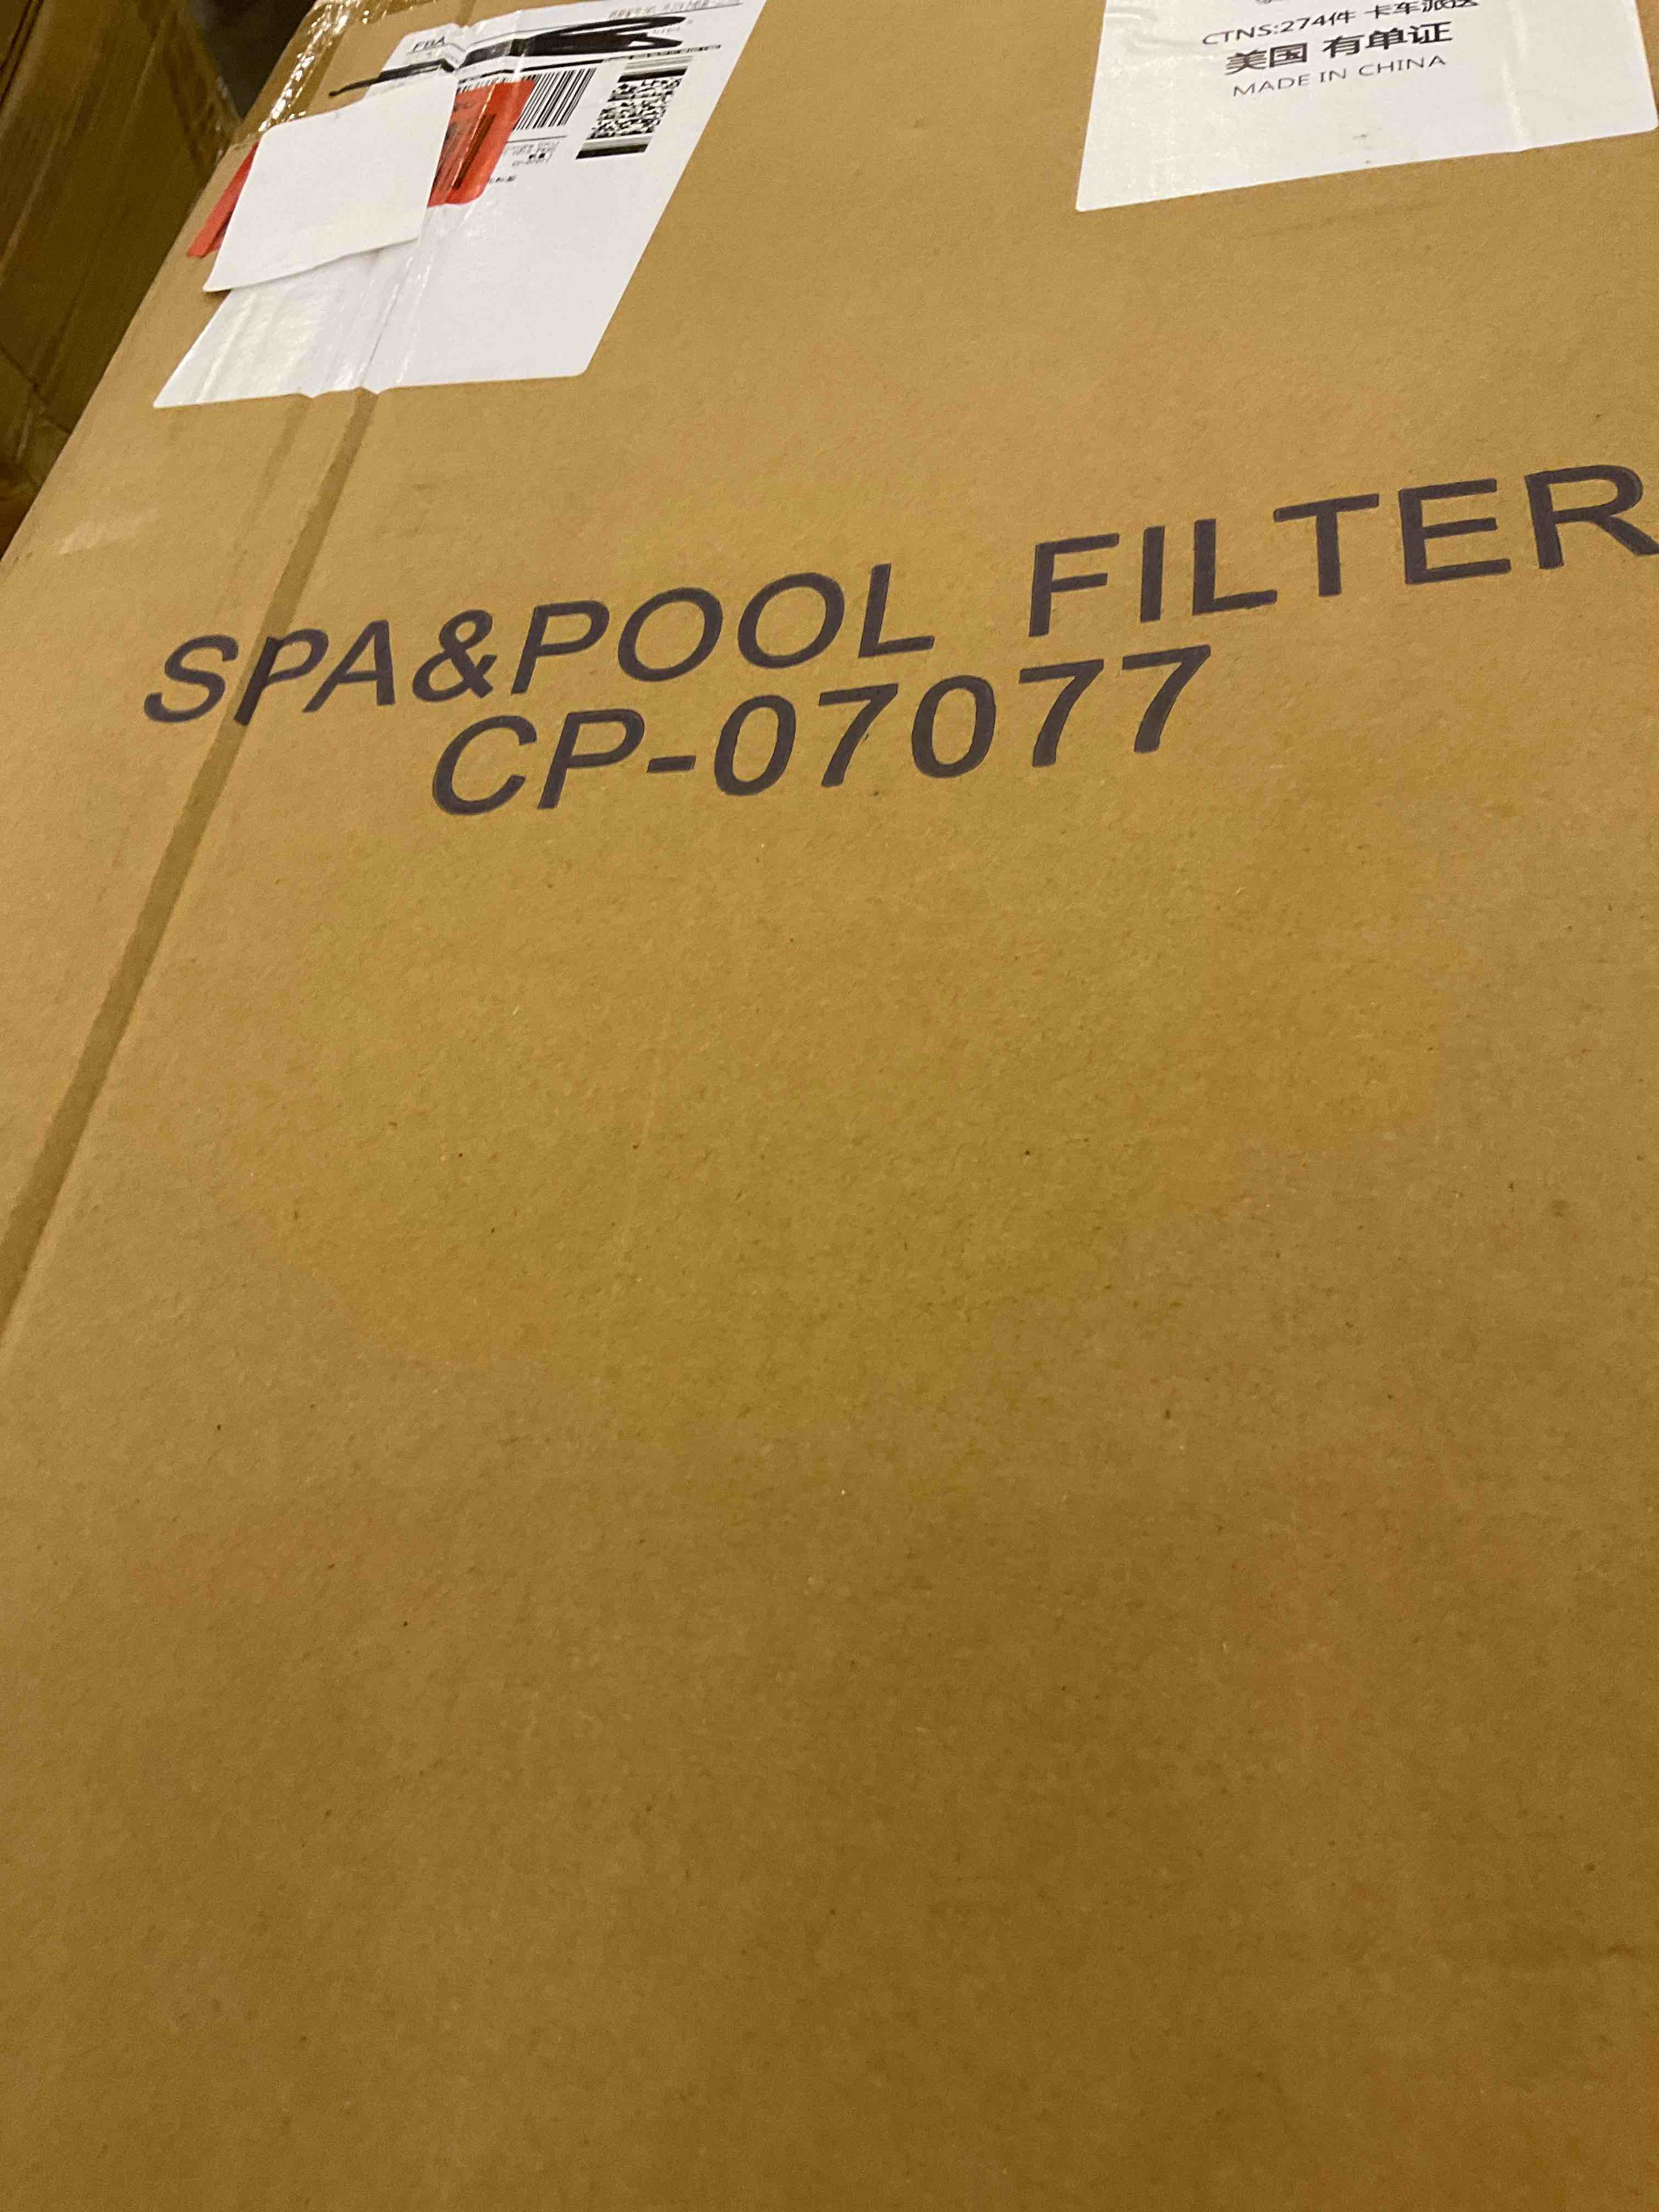 FBA
CTNS:274件 卡车派送
美国 有单证
MADE IN CHINA
SPA&POOL FILTER
CP-07077